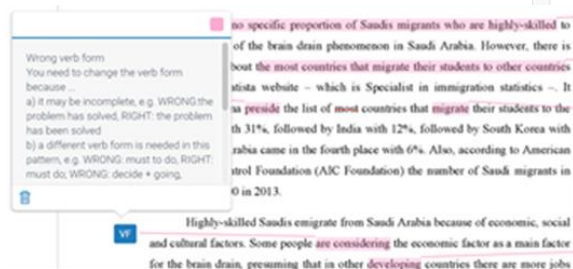 Wrong verb form
You need to change the verb form
because ...
a) it may be incomplete, e.g. WRONG:the
problem has solved, RIGHT: the problem
has been solved
b) a different verb form is needed in this
pattern, e.g. WRONG: must to do, RIGHT:
must do; WRONG: decide + going,
VF
no specific proportion of Saudis migrants who are highly-skilled to
of the brain drain phenomenon in Saudi Arabia. However, there is
bout the most countries that migrate their students to other countries
tista website – which is Specialist in immigration statistics –. It
na preside the list of most countries that migrate their students to the
th 31%, followed by India with 12%, followed by South Korea with
rabia came in the fourth place with 6%. Also, according to American
trol Foundation (AIC Foundation) the number of Saudi migrants in
0 in 2013.
Highly-skilled Saudis emigrate from Saudi Arabia because of economic, social
and cultural factors. Some people are considering the economic factor as a main factor
for the brain drain, presuming that in other developing countries there are more jobs